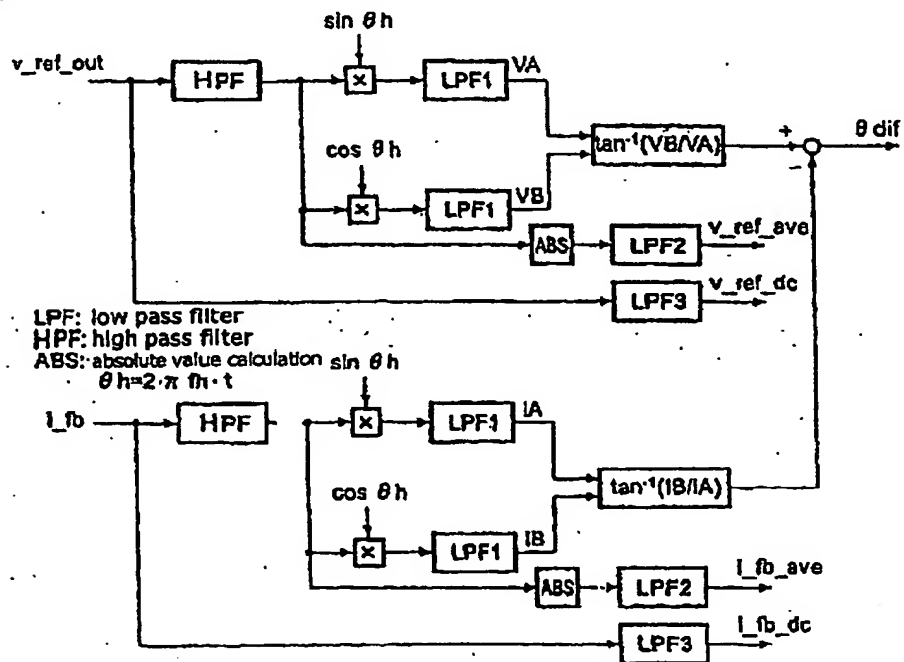 sin θh
v_ref_out
HPF
×
LPF1
VA
cos θh
×
LPF1
VB
tan⁻¹(VB/VA)
+
−
θ dif
ABS
LPF2
v_ref_ave
LPF3
v_ref_dc
LPF: low pass filter
HPF: high pass filter
ABS: absolute value calculation
θh=2·π fh·t
sin θh
i_fb
HPF
×
LPF1
IA
cos θh
×
LPF1
IB
tan⁻¹(IB/IA)
ABS
LPF2
i_fb_ave
LPF3
i_fb_dc